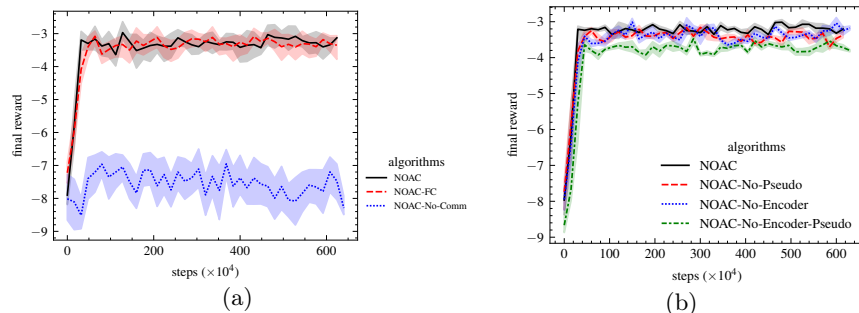 −3
−4
−5
−6
−7
−8
−9
final reward
algorithms
NOAC
NOAC-FC
NOAC-No-Comm
0
200
400
600
steps (×10⁴)
(a)
−3
−4
−5
−6
−7
−8
−9
final reward
algorithms
NOAC
NOAC-No-Pseudo
NOAC-No-Encoder
NOAC-No-Encoder-Pseudo
0 100 200 300 400 500 600
steps (×10⁴)
(b)